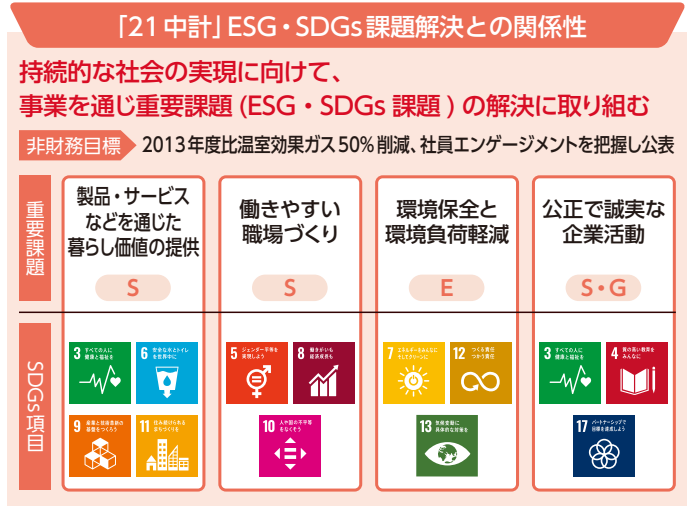 「21中計」ESG・SDGs課題解決との関係性
持続的な社会の実現に向けて、
事業を通じ重要課題(ESG・SDGs 課題)の解決に取り組む
非財務目標
2013年度比温室効果ガス50%削減、社員エンゲージメントを把握し公表
重要課題
製品・サービス
などを通じた
暮らし価値の提供
S
働きやすい
職場づくり
S
環境保全と
環境負荷軽減
E
公正で誠実な
企業活動
S・G
SDGs項目
3 すべての人に
健康と福祉を
6 安全な水とトイレ
を世界中に
9 産業と技術革新の
基盤をつくろう
11 住み続けられる
まちづくりを
5 ジェンダー平等を
実現しよう
8 働きがいも
経済成長も
10 人や国の不平等
をなくそう
7 エネルギーをみんなに
そしてクリーンに
12 つくる責任
つかう責任
13 気候変動に
具体的な対策を
3 すべての人に
健康と福祉を
4 質の高い教育を
みんなに
17 パートナーシップで
目標を達成しよう